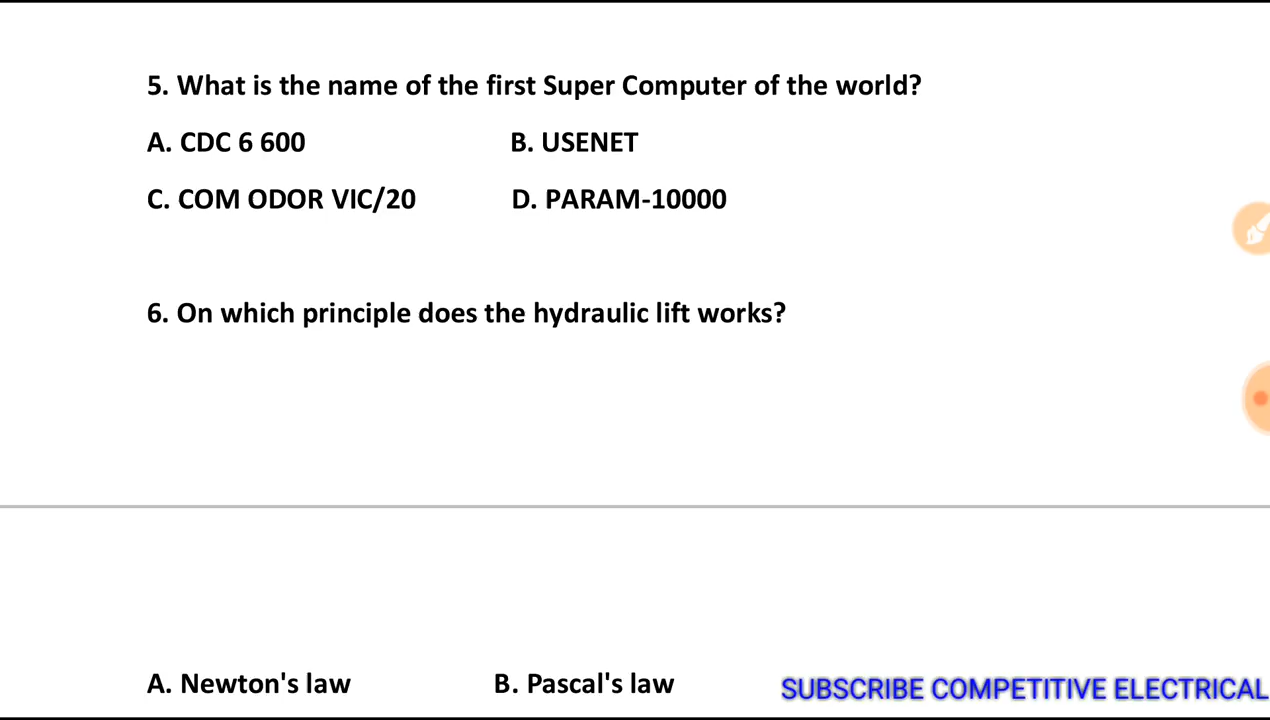 5. What is the name of the first Super Computer of the world?
A. CDC 6 600 B. USENET
C. COM ODOR VIC/20 D. PARAM-10000
6. On which principle does the hydraulic lift works?
A. Newton's law B. Pascal's law
SUBSCRIBE COMPETITIVE ELECTRICAL